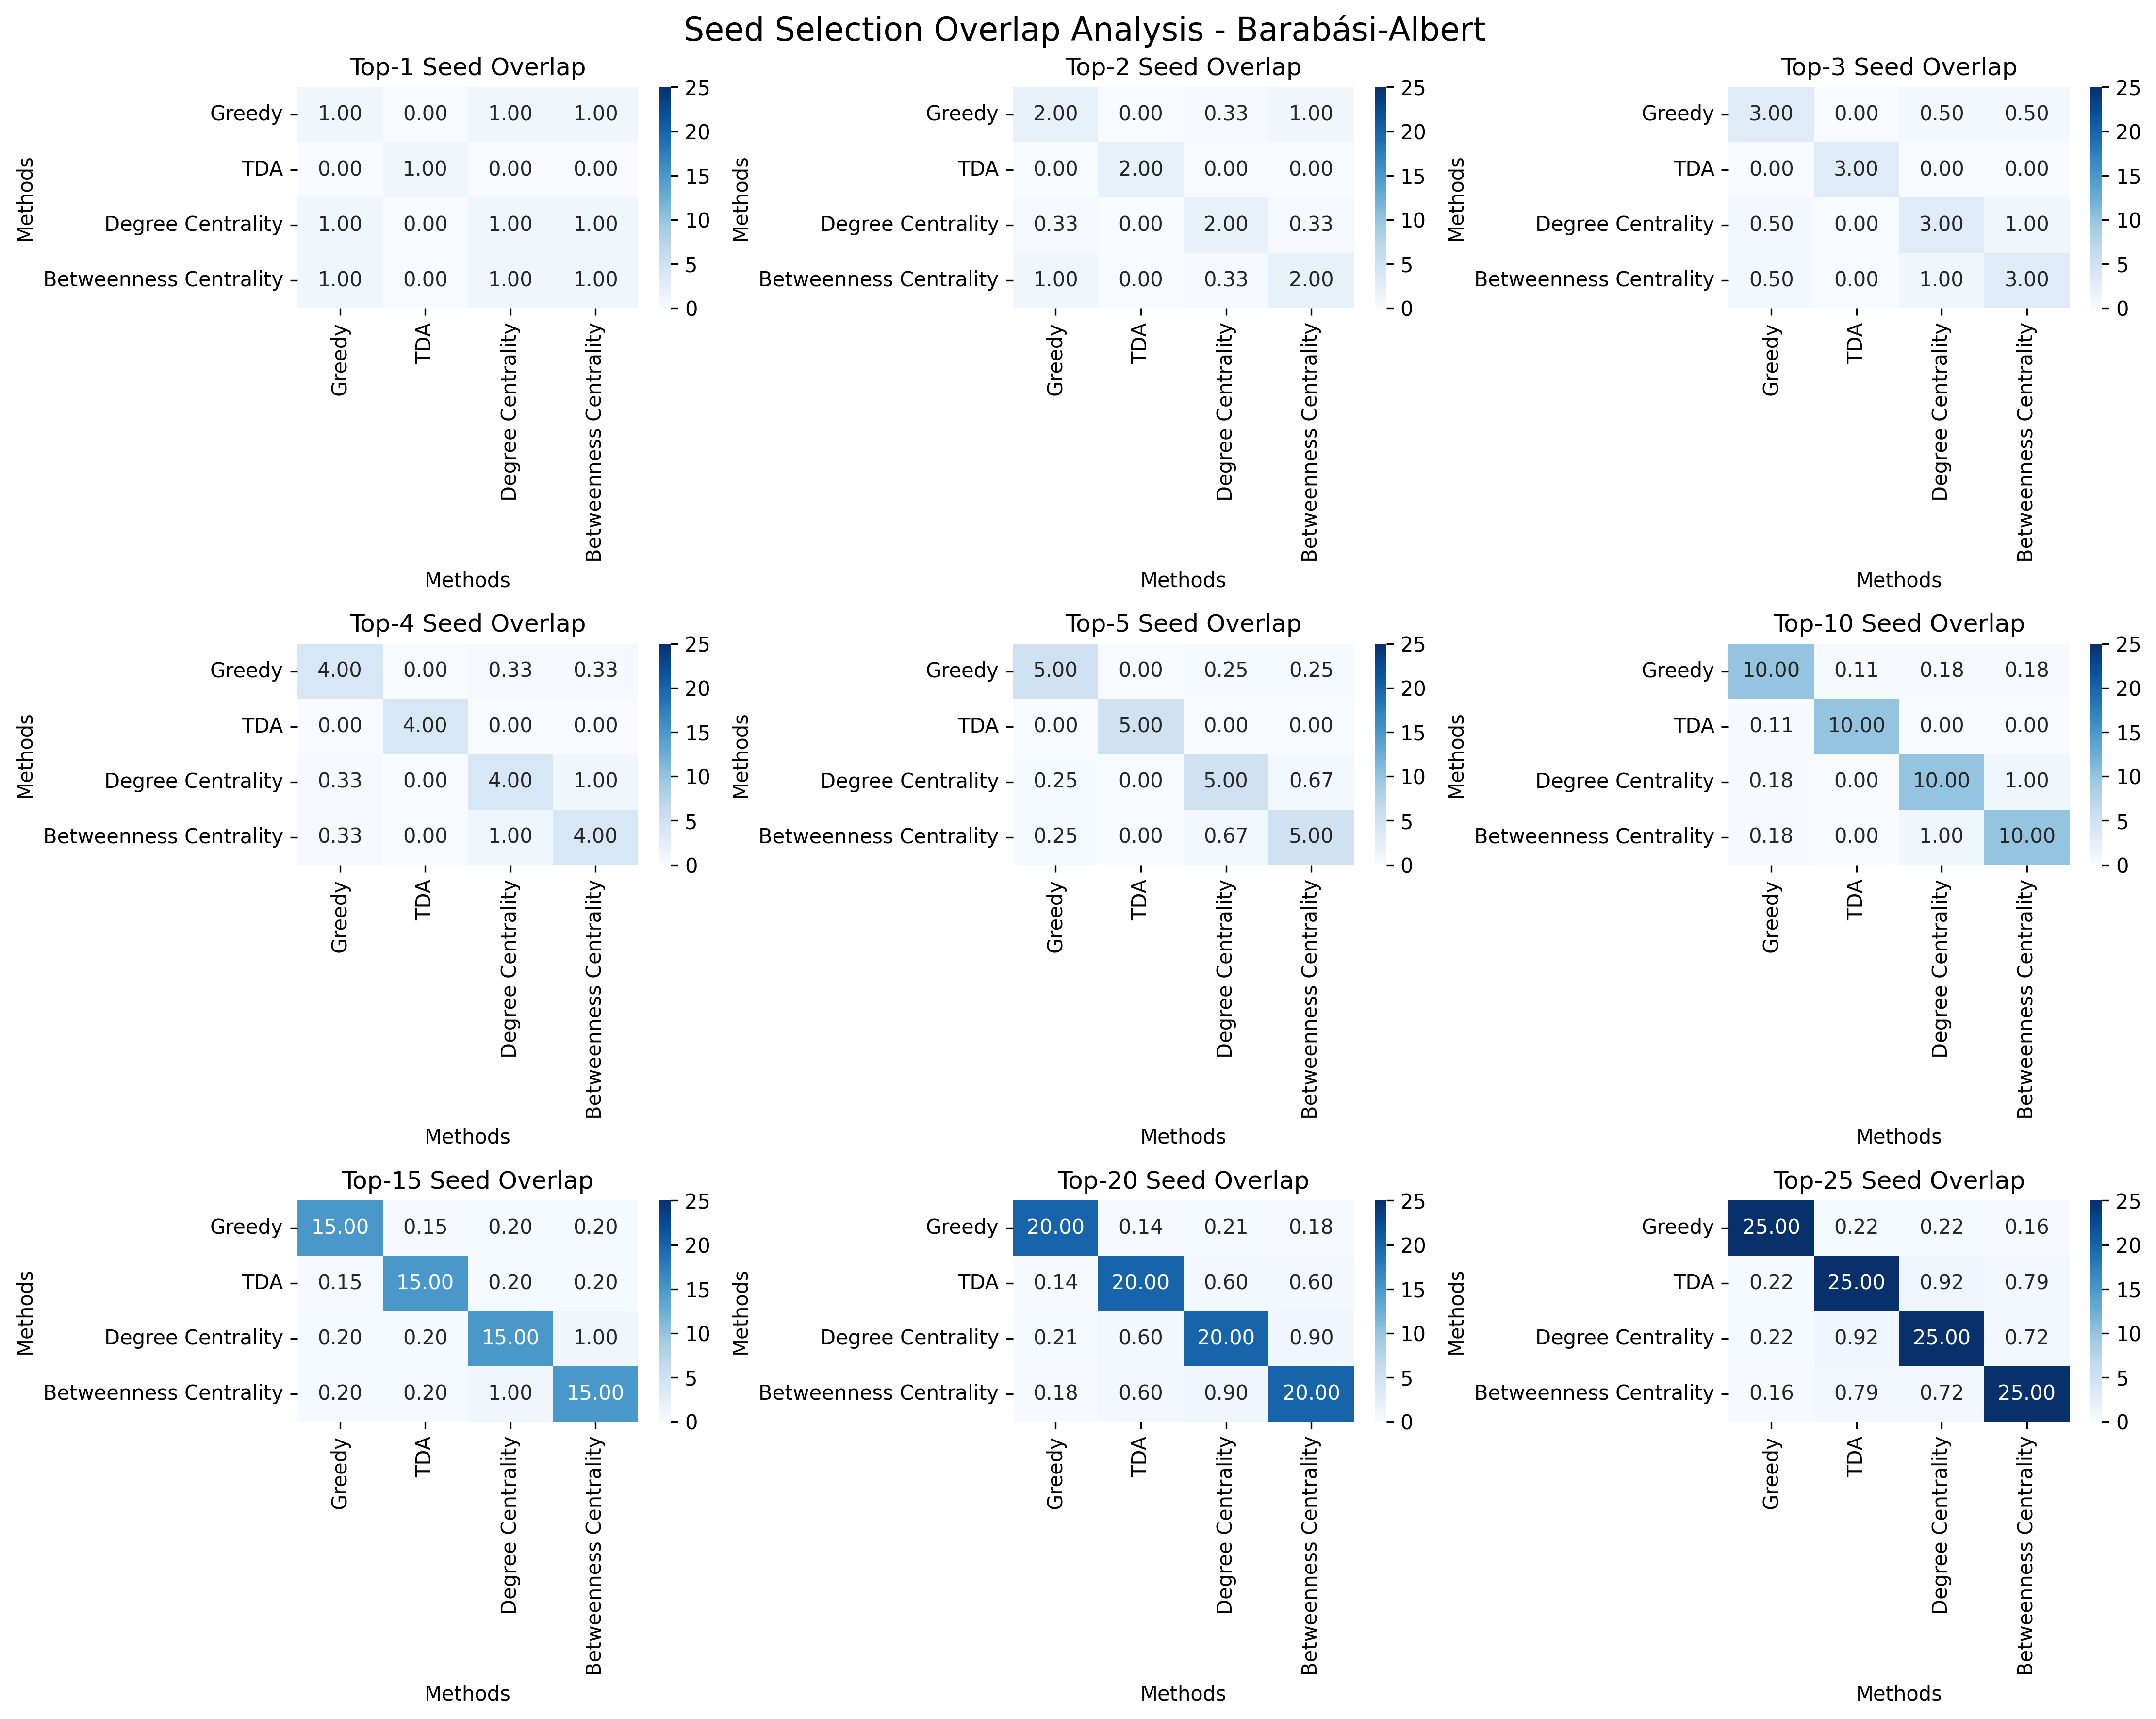 Seed Selection Overlap Analysis - Barabási-Albert
Top-1 Seed Overlap
Methods
Greedy 1.00 0.00 1.00 1.00
TDA 0.00 1.00 0.00 0.00
Degree Centrality 1.00 0.00 1.00 1.00
Betweenness Centrality 1.00 0.00 1.00 1.00
25
20
15
10
5
0
Greedy
TDA
Degree Centrality
Betweenness Centrality
Methods
Top-2 Seed Overlap
Methods
Greedy 2.00 0.00 0.33 1.00
TDA 0.00 2.00 0.00 0.00
Degree Centrality 0.33 0.00 2.00 0.33
Betweenness Centrality 1.00 0.00 0.33 2.00
25
20
15
10
5
0
Greedy
TDA
Degree Centrality
Betweenness Centrality
Methods
Top-3 Seed Overlap
Methods
Greedy 3.00 0.00 0.50 0.50
TDA 0.00 3.00 0.00 0.00
Degree Centrality 0.50 0.00 3.00 1.00
Betweenness Centrality 0.50 0.00 1.00 3.00
25
20
15
10
5
0
Greedy
TDA
Degree Centrality
Betweenness Centrality
Methods
Top-4 Seed Overlap
Methods
Greedy 4.00 0.00 0.33 0.33
TDA 0.00 4.00 0.00 0.00
Degree Centrality 0.33 0.00 4.00 1.00
Betweenness Centrality 0.33 0.00 1.00 4.00
25
20
15
10
5
0
Greedy
TDA
Degree Centrality
Betweenness Centrality
Methods
Top-5 Seed Overlap
Methods
Greedy 5.00 0.00 0.25 0.25
TDA 0.00 5.00 0.00 0.00
Degree Centrality 0.25 0.00 5.00 0.67
Betweenness Centrality 0.25 0.00 0.67 5.00
25
20
15
10
5
0
Greedy
TDA
Degree Centrality
Betweenness Centrality
Methods
Top-10 Seed Overlap
Methods
Greedy 10.00 0.11 0.18 0.18
TDA 0.11 10.00 0.00 0.00
Degree Centrality 0.18 0.00 10.00 1.00
Betweenness Centrality 0.18 0.00 1.00 10.00
25
20
15
10
5
0
Greedy
TDA
Degree Centrality
Betweenness Centrality
Methods
Top-15 Seed Overlap
Methods
Greedy 15.00 0.15 0.20 0.20
TDA 0.15 15.00 0.20 0.20
Degree Centrality 0.20 0.20 15.00 1.00
Betweenness Centrality 0.20 0.20 1.00 15.00
25
20
15
10
5
0
Greedy
TDA
Degree Centrality
Betweenness Centrality
Methods
Top-20 Seed Overlap
Methods
Greedy 20.00 0.14 0.21 0.18
TDA 0.14 20.00 0.60 0.60
Degree Centrality 0.21 0.60 20.00 0.90
Betweenness Centrality 0.18 0.60 0.90 20.00
25
20
15
10
5
0
Greedy
TDA
Degree Centrality
Betweenness Centrality
Methods
Top-25 Seed Overlap
Methods
Greedy 25.00 0.22 0.22 0.16
TDA 0.22 25.00 0.92 0.79
Degree Centrality 0.22 0.92 25.00 0.72
Betweenness Centrality 0.16 0.79 0.72 25.00
25
20
15
10
5
0
Greedy
TDA
Degree Centrality
Betweenness Centrality
Methods